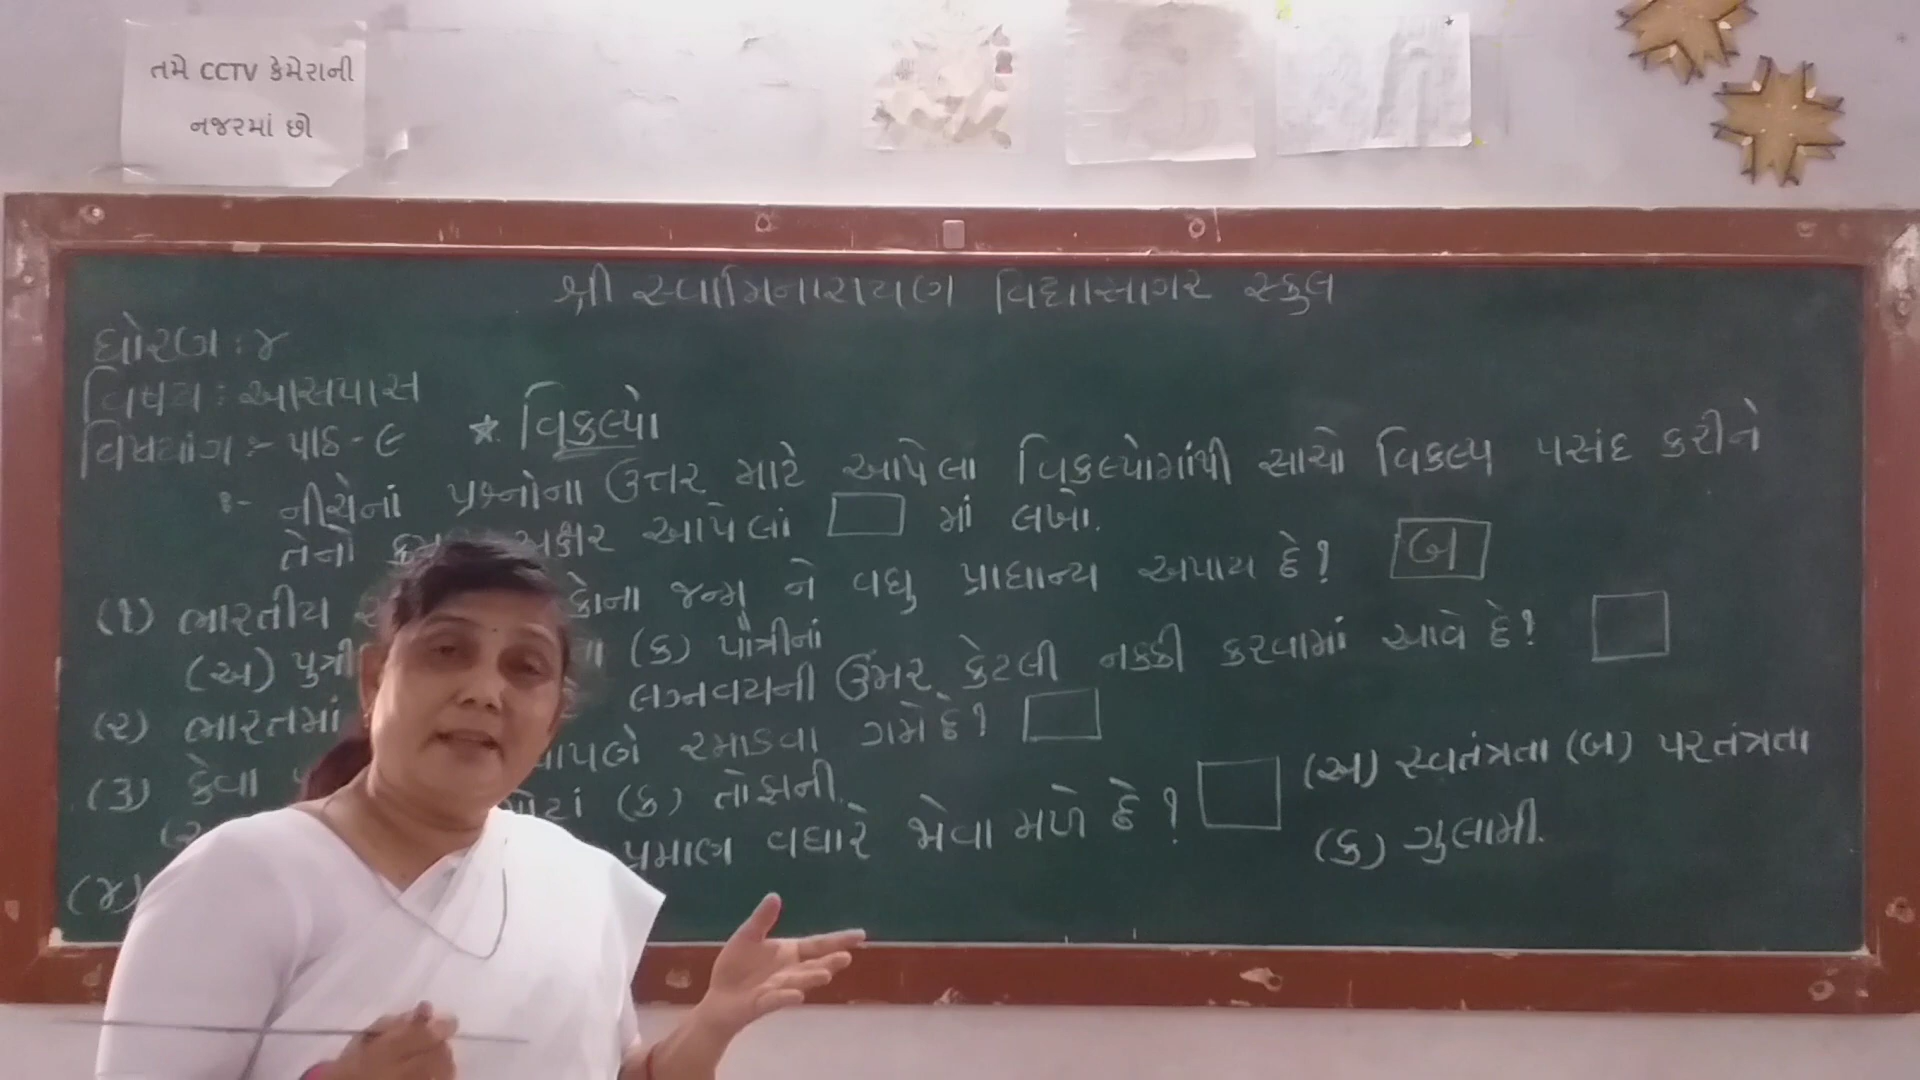 તમે CCTV કેમેરાની
નજરમાં છો
શ્રી સ્વામિનારાયણ વિદ્યાસાગર સ્કુલ
ધોરણ : ૪
વિષય : આસપાસ
વિષયાંગ :- પાઠ - ૯ * વિકલ્પો
:- નીચેનાં પ્રશ્નોના ઉત્તર માટે આપેલા વિકલ્પોમાંથી સાચો વિકલ્પ પસંદ કરીને
તેનો અક્ષર આપેલાં માં લખો.
(૧) ભારતીય કોના જન્મ ને વધુ પ્રાધાન્ય અપાય છે? બ
(અ) પુત્રી (ક) પૌત્રીનાં
(૨) ભારતમાં લગ્નવયની ઉંમર કેટલી નક્કી કરવામાં આવે છે?
(૩) કેવા આપણે રમાડવા ગમે છે?
(ક) તોફાની
(૪) પ્રમાણ વધારે જોવા મળે છે? (અ) સ્વતંત્રતા (બ) પરતંત્રતા
(ક) ગુલામી.